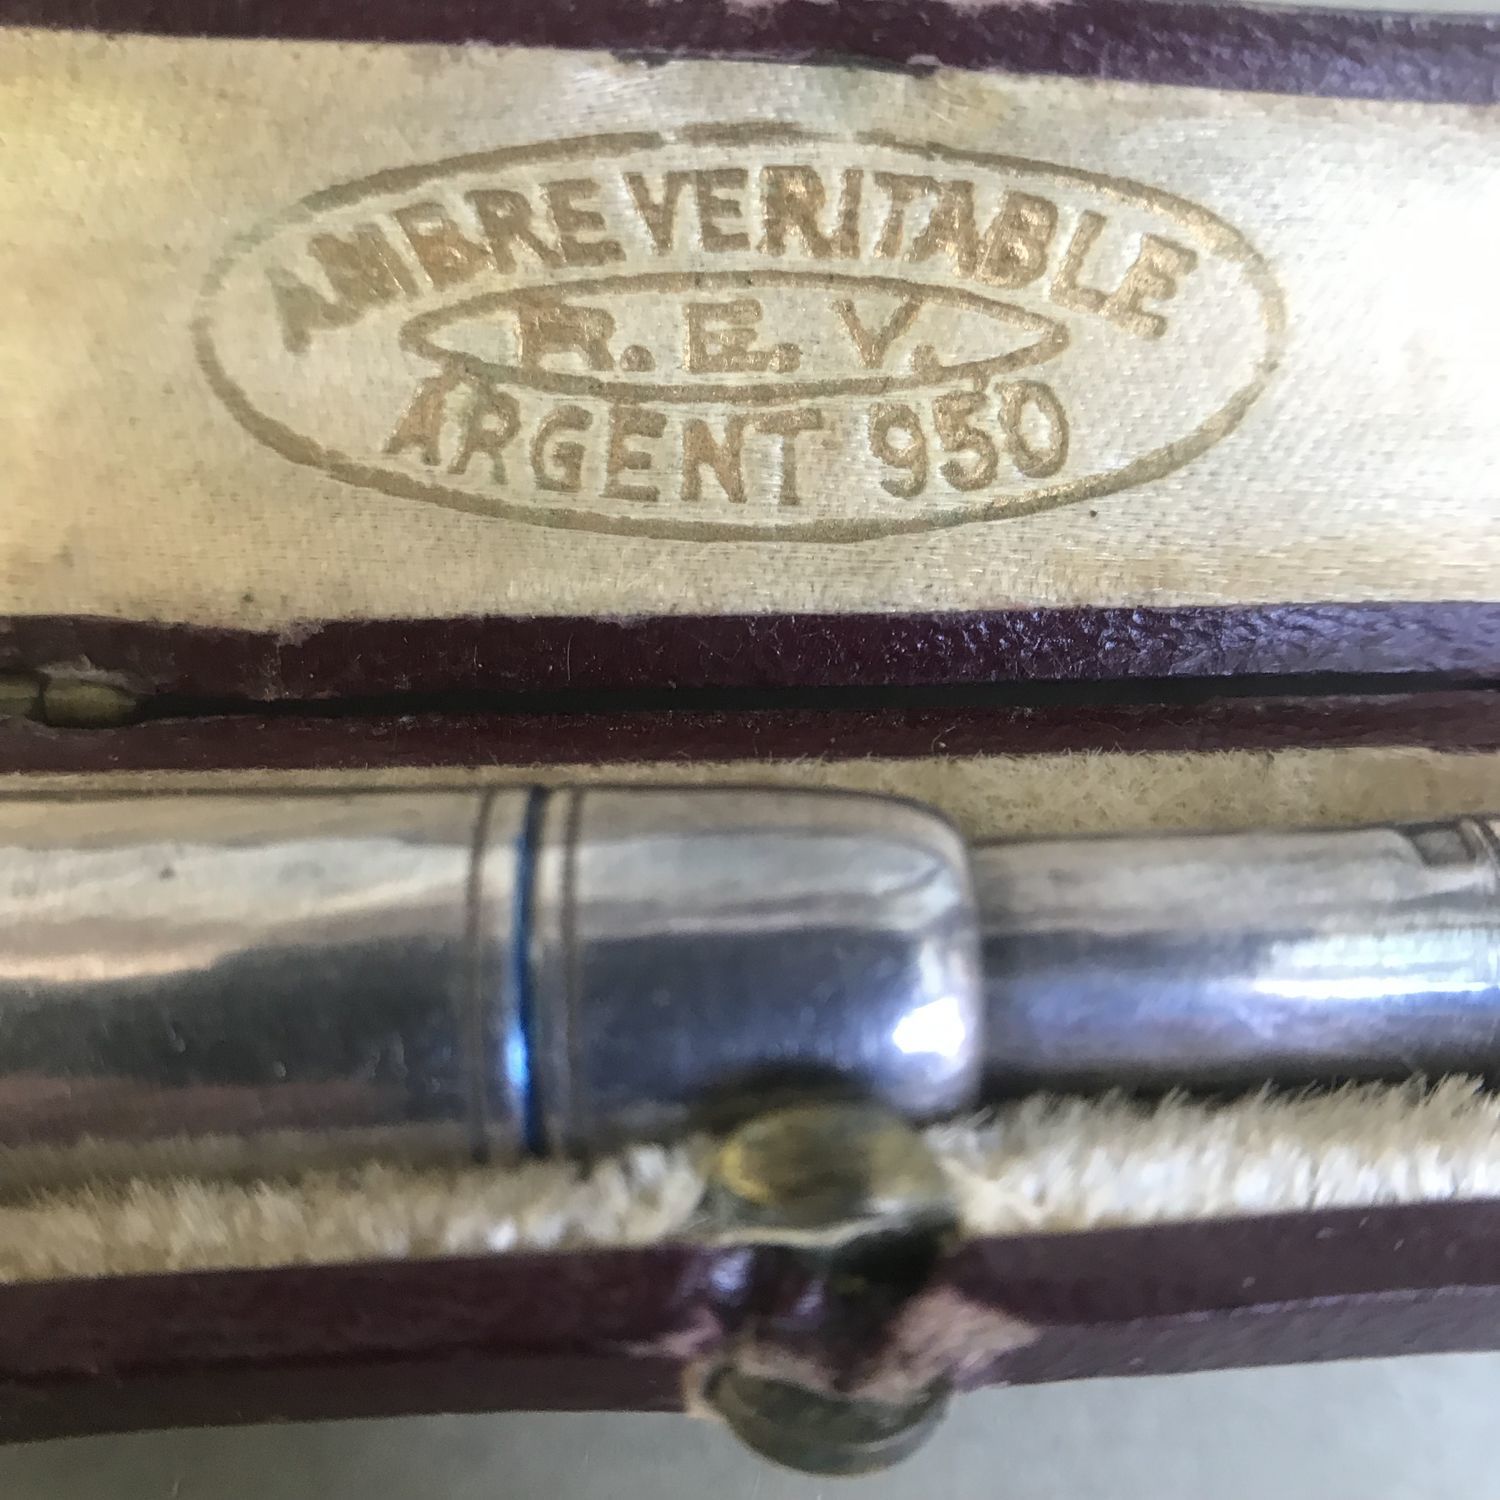 AMBRE VERITABLE
R.E.V.
ARGENT 950